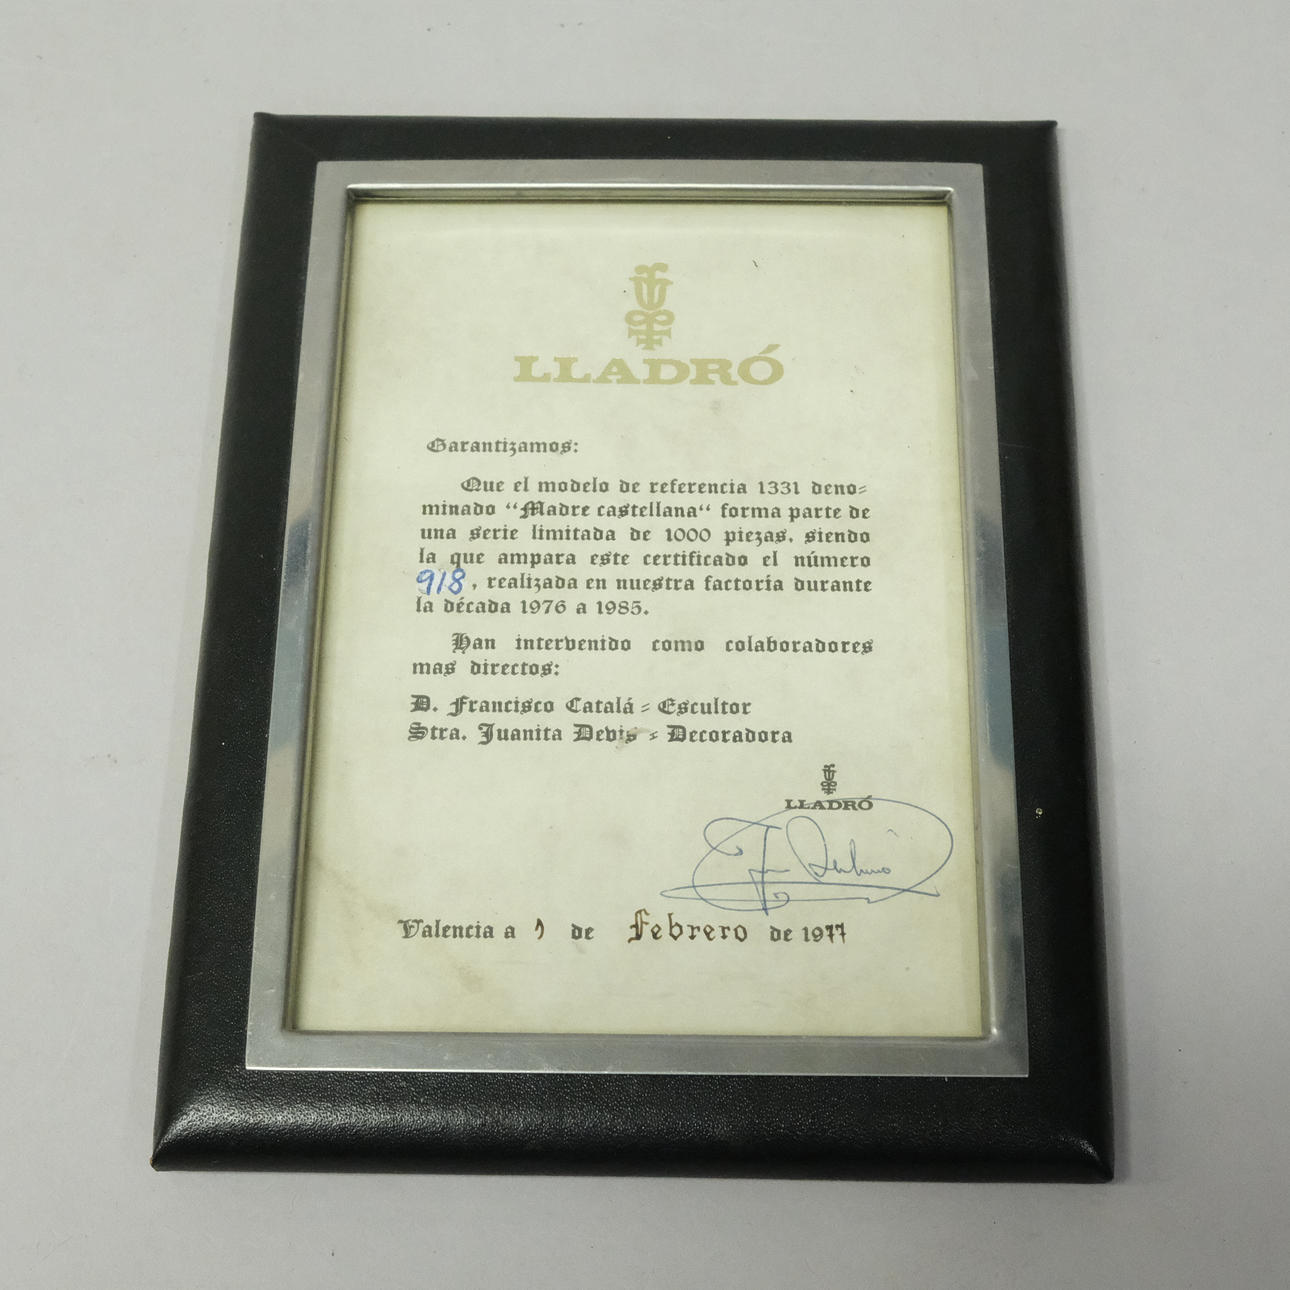 LLADRÓ
Garantizamos:
Que el modelo de referencia 1331 deno=
minado “Madre castellana“ forma parte de
una serie limitada de 1000 piezas, siendo
la que ampara este certificado el número
918, realizada en nuestra factoría durante
la década 1976 a 1985.
Han intervenido como colaboradores
mas directos:
D. Francisco Catalá = Escultor
Stra. Juanita Devis = Decoradora
LLADRÓ
Valencia a 1 de Febrero de 1977